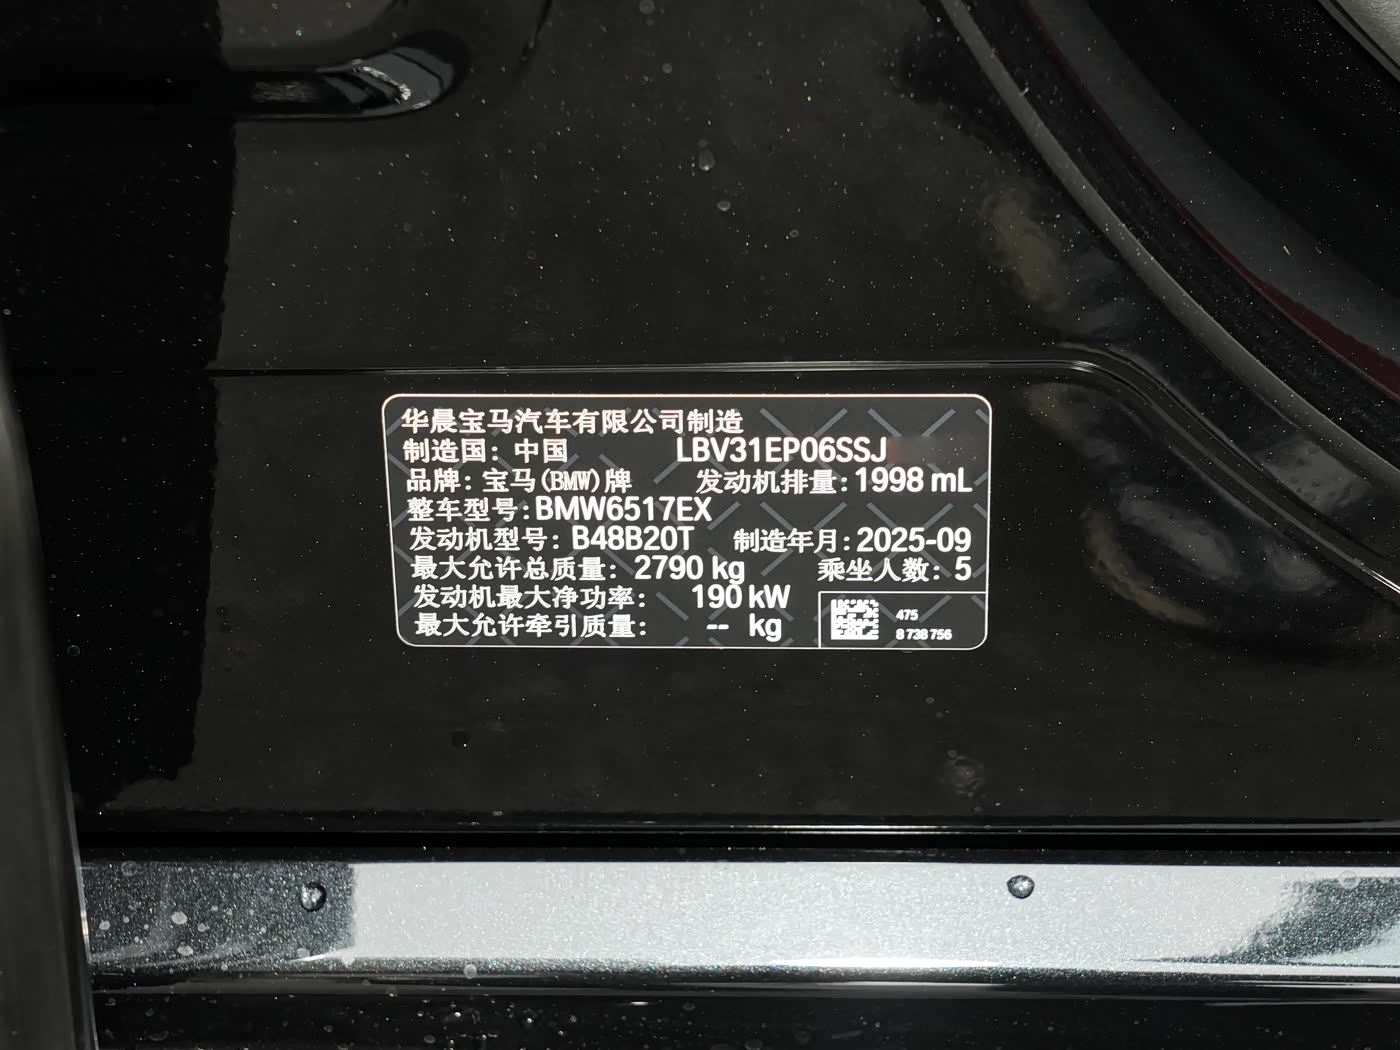 华晨宝马汽车有限公司制造
制造国：中国 LBV31EP06SSJ
品牌：宝马(BMW)牌 发动机排量：1998 mL
整车型号：BMW6517EX
发动机型号：B48B20T 制造年月：2025-09
最大允许总质量：2790 kg 乘坐人数：5
发动机最大净功率：190 kW
最大允许牵引质量：-- kg
475
8 738 756